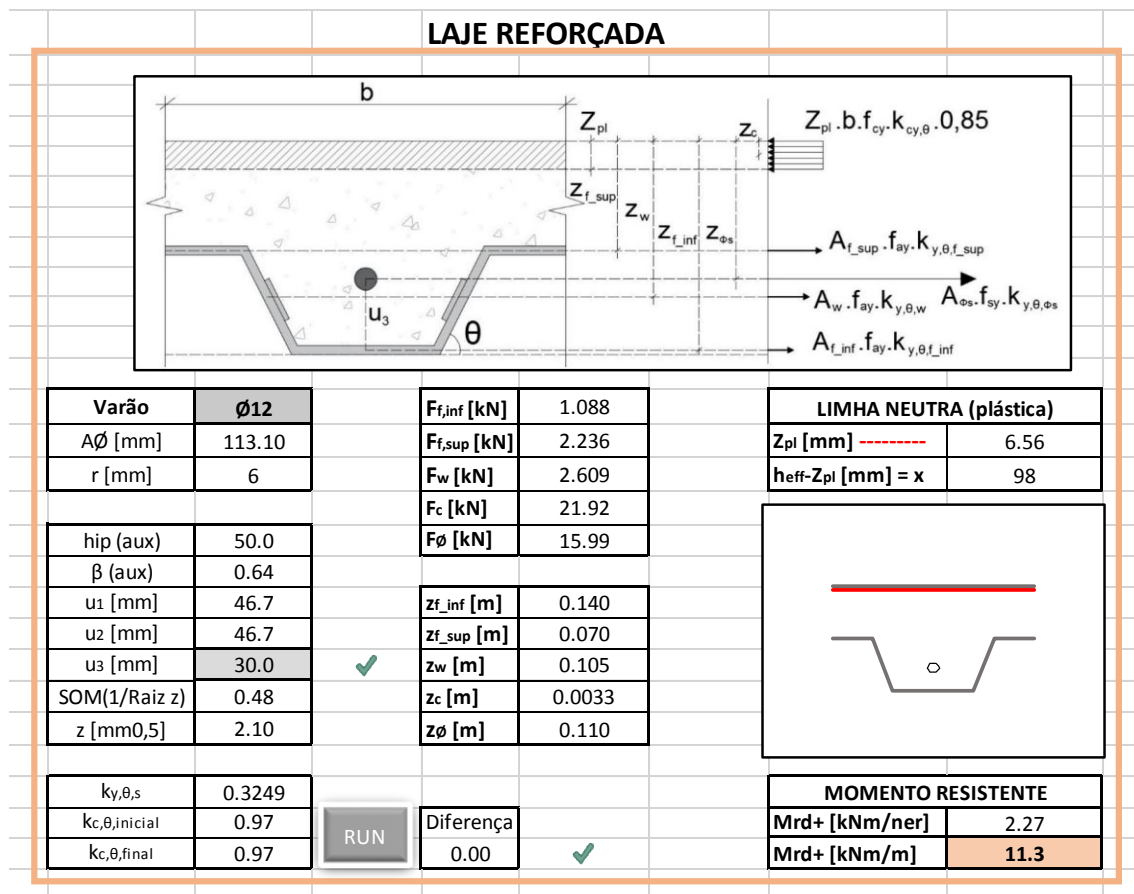 LAJE REFORÇADA
b
Zpl
Zc
Zpl .b.fcy.kcy,θ .0,85
Zf_sup
Zw
Zf_inf
ZΦs
Af_sup .fay.ky,θ,f_sup
Aw .fay.ky,θ,w
AΦs.fsy.ky,θ,Φs
Af_inf .fay.ky,θ,f_inf
u3
θ
Varão Ø12
AØ [mm] 113.10
r [mm] 6
hip (aux) 50.0
β (aux) 0.64
u1 [mm] 46.7
u2 [mm] 46.7
u3 [mm] 30.0
SOM(1/Raiz z) 0.48
z [mm0,5] 2.10
ky,θ,s 0.3249
kc,θ,inicial 0.97
kc,θ,final 0.97
RUN
Ff,inf [kN] 1.088
Ff,sup [kN] 2.236
Fw [kN] 2.609
Fc [kN] 21.92
FØ [kN] 15.99
zf_inf [m] 0.140
zf_sup [m] 0.070
zw [m] 0.105
zc [m] 0.0033
zø [m] 0.110
Diferença
0.00
LIMHA NEUTRA (plástica)
Zpl [mm] --------- 6.56
heff-Zpl [mm] = x 98
MOMENTO RESISTENTE
Mrd+ [kNm/ner] 2.27
Mrd+ [kNm/m] 11.3